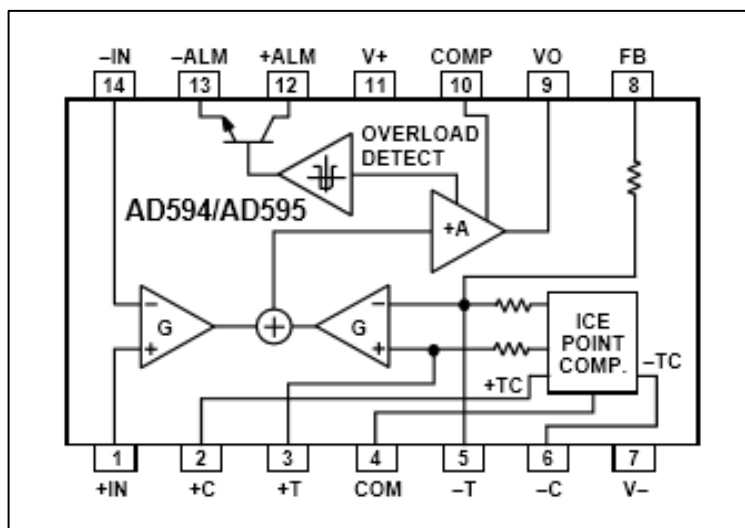 –IN –ALM +ALM V+ COMP VO FB
14 13 12 11 10 9 8
OVERLOAD
DETECT
AD594/AD595
+A
– G +
+
– G +
ICE
POINT
COMP.
–TC
+TC
1 2 3 4 5 6 7
+IN +C +T COM –T –C V–